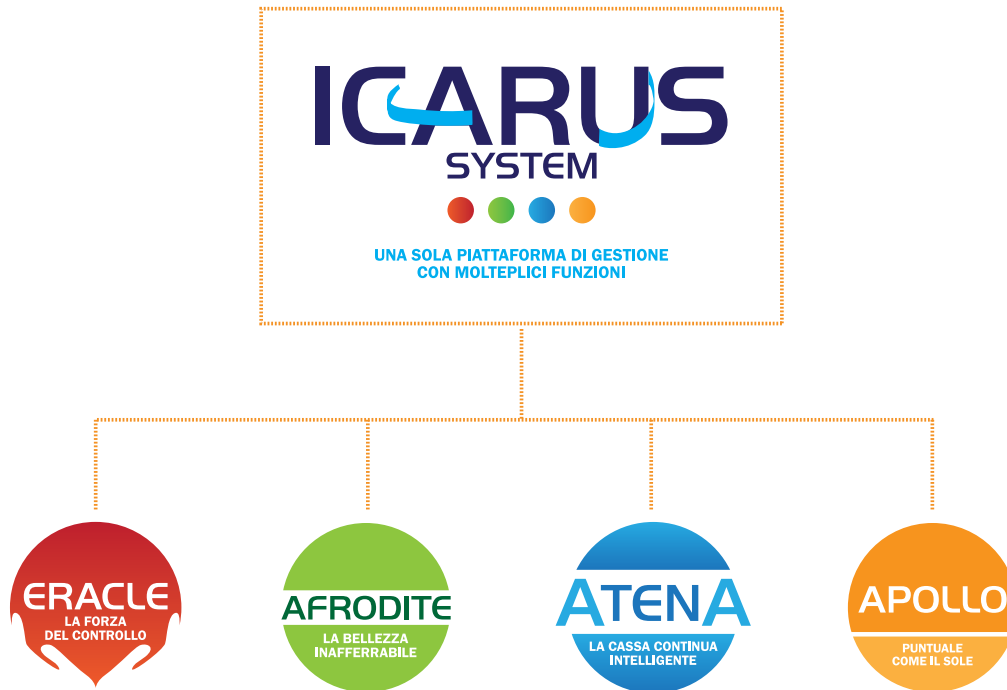 ICARUS
SYSTEM
UNA SOLA PIATTAFORMA DI GESTIONE
CON MOLTEPLICI FUNZIONI
ERACLE
LA FORZA
DEL CONTROLLO
AFRODITE
LA BELLEZZA
INAFFERRABILE
ATENA
LA CASSA CONTINUA
INTELLIGENTE
APOLLO
PUNTUALE
COME IL SOLE